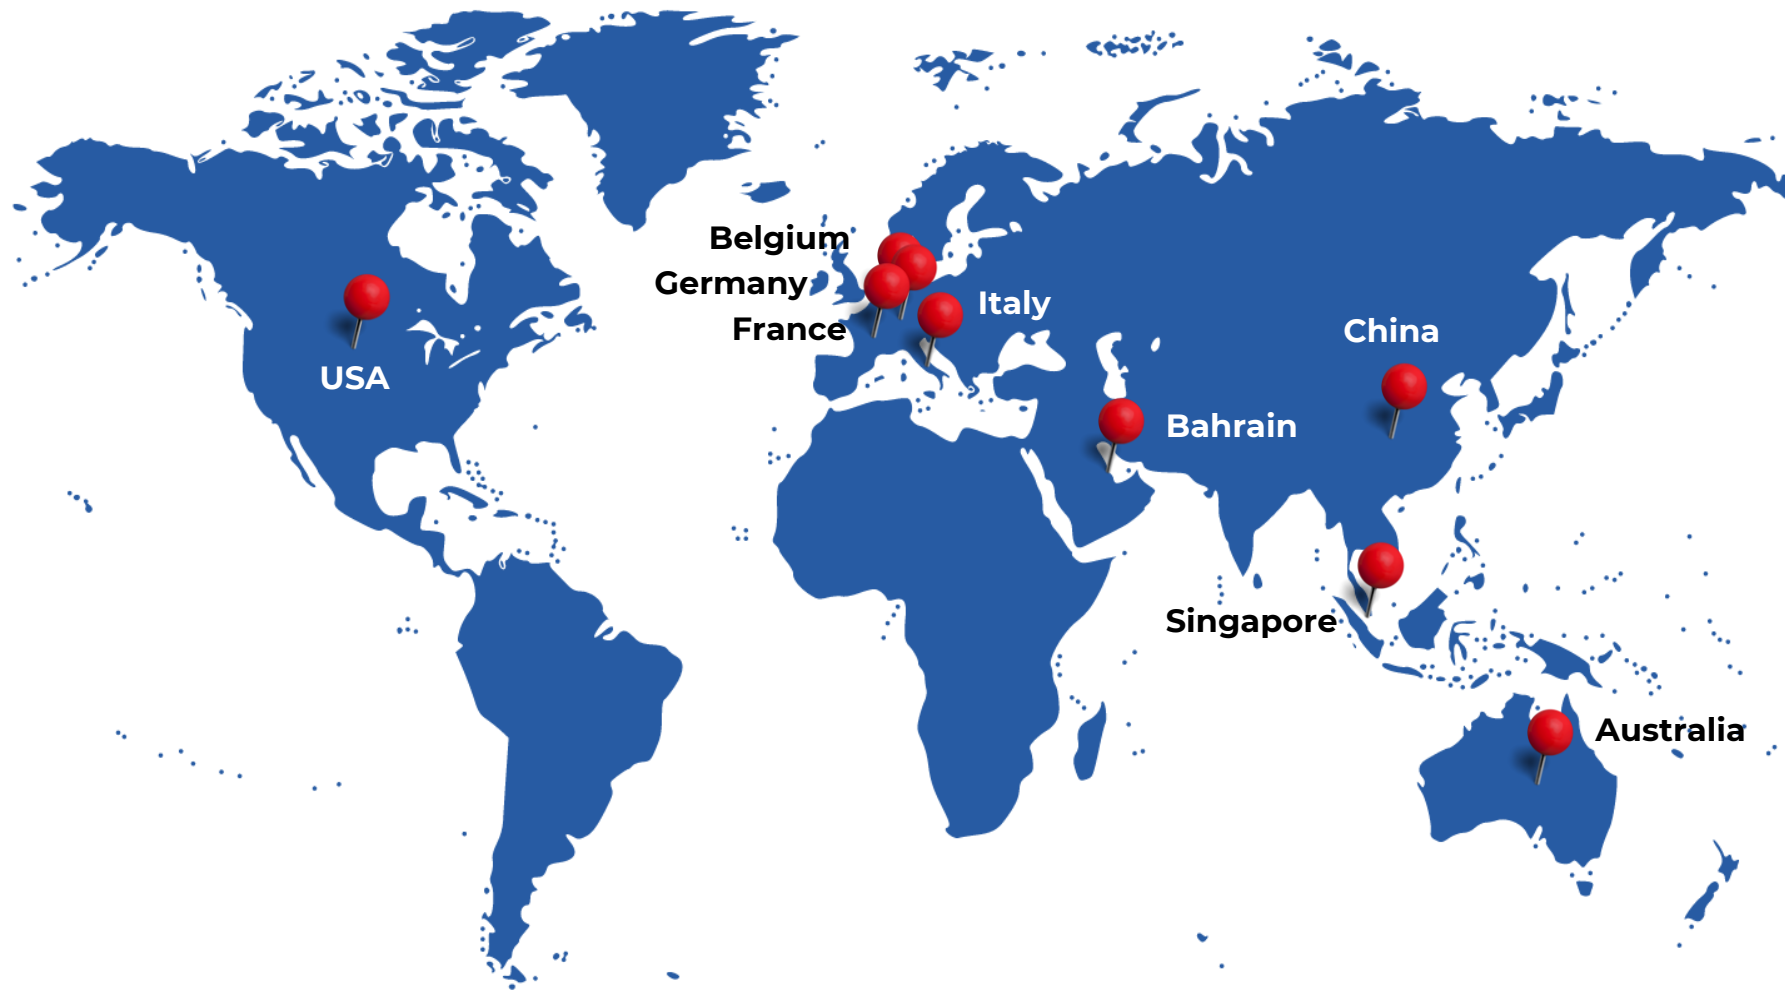 Belgium
Germany
Italy
France
China
USA
Bahrain
Singapore
Australia